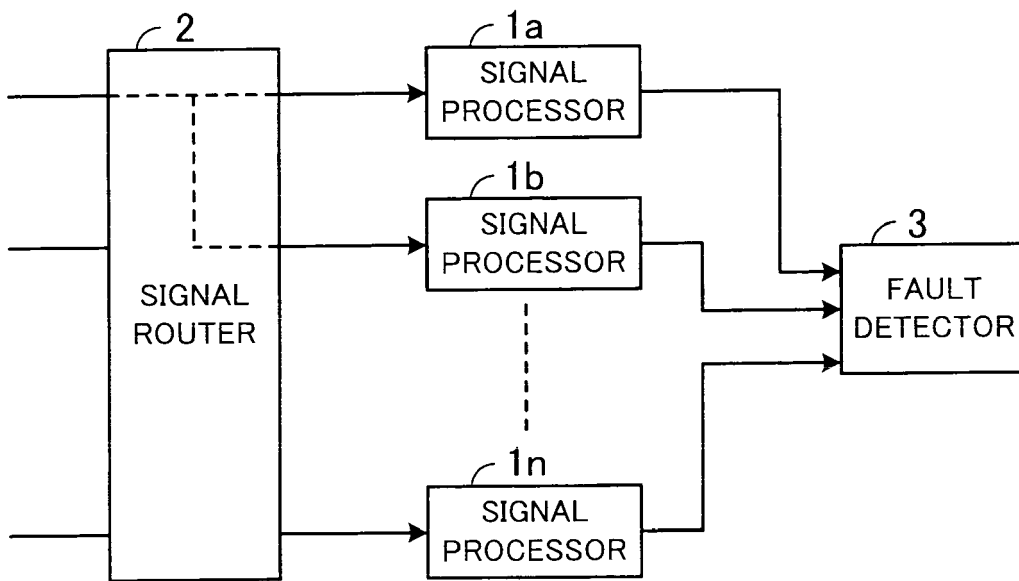 2
SIGNAL
ROUTER
1a
SIGNAL
PROCESSOR
1b
SIGNAL
PROCESSOR
1n
SIGNAL
PROCESSOR
3
FAULT
DETECTOR